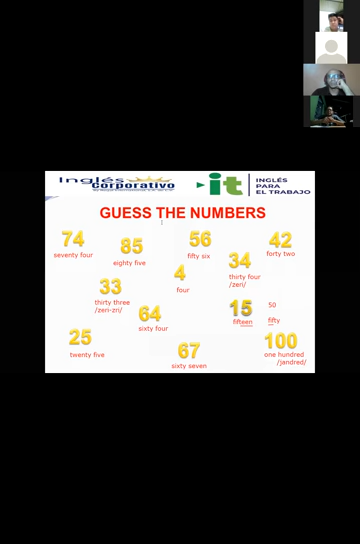 Inglés
Corporativo
it
INGLÉS
PARA
EL TRABAJO
GUESS THE NUMBERS
74
seventy four
85
eighty five
56
fifty six
42
forty two
34
thirty four
/zeri/
4
four
33
thirty three
/zeri-zri/
64
sixty four
15
fifteen
50
fifty
25
twenty five
67
sixty seven
100
one hundred
/jandred/